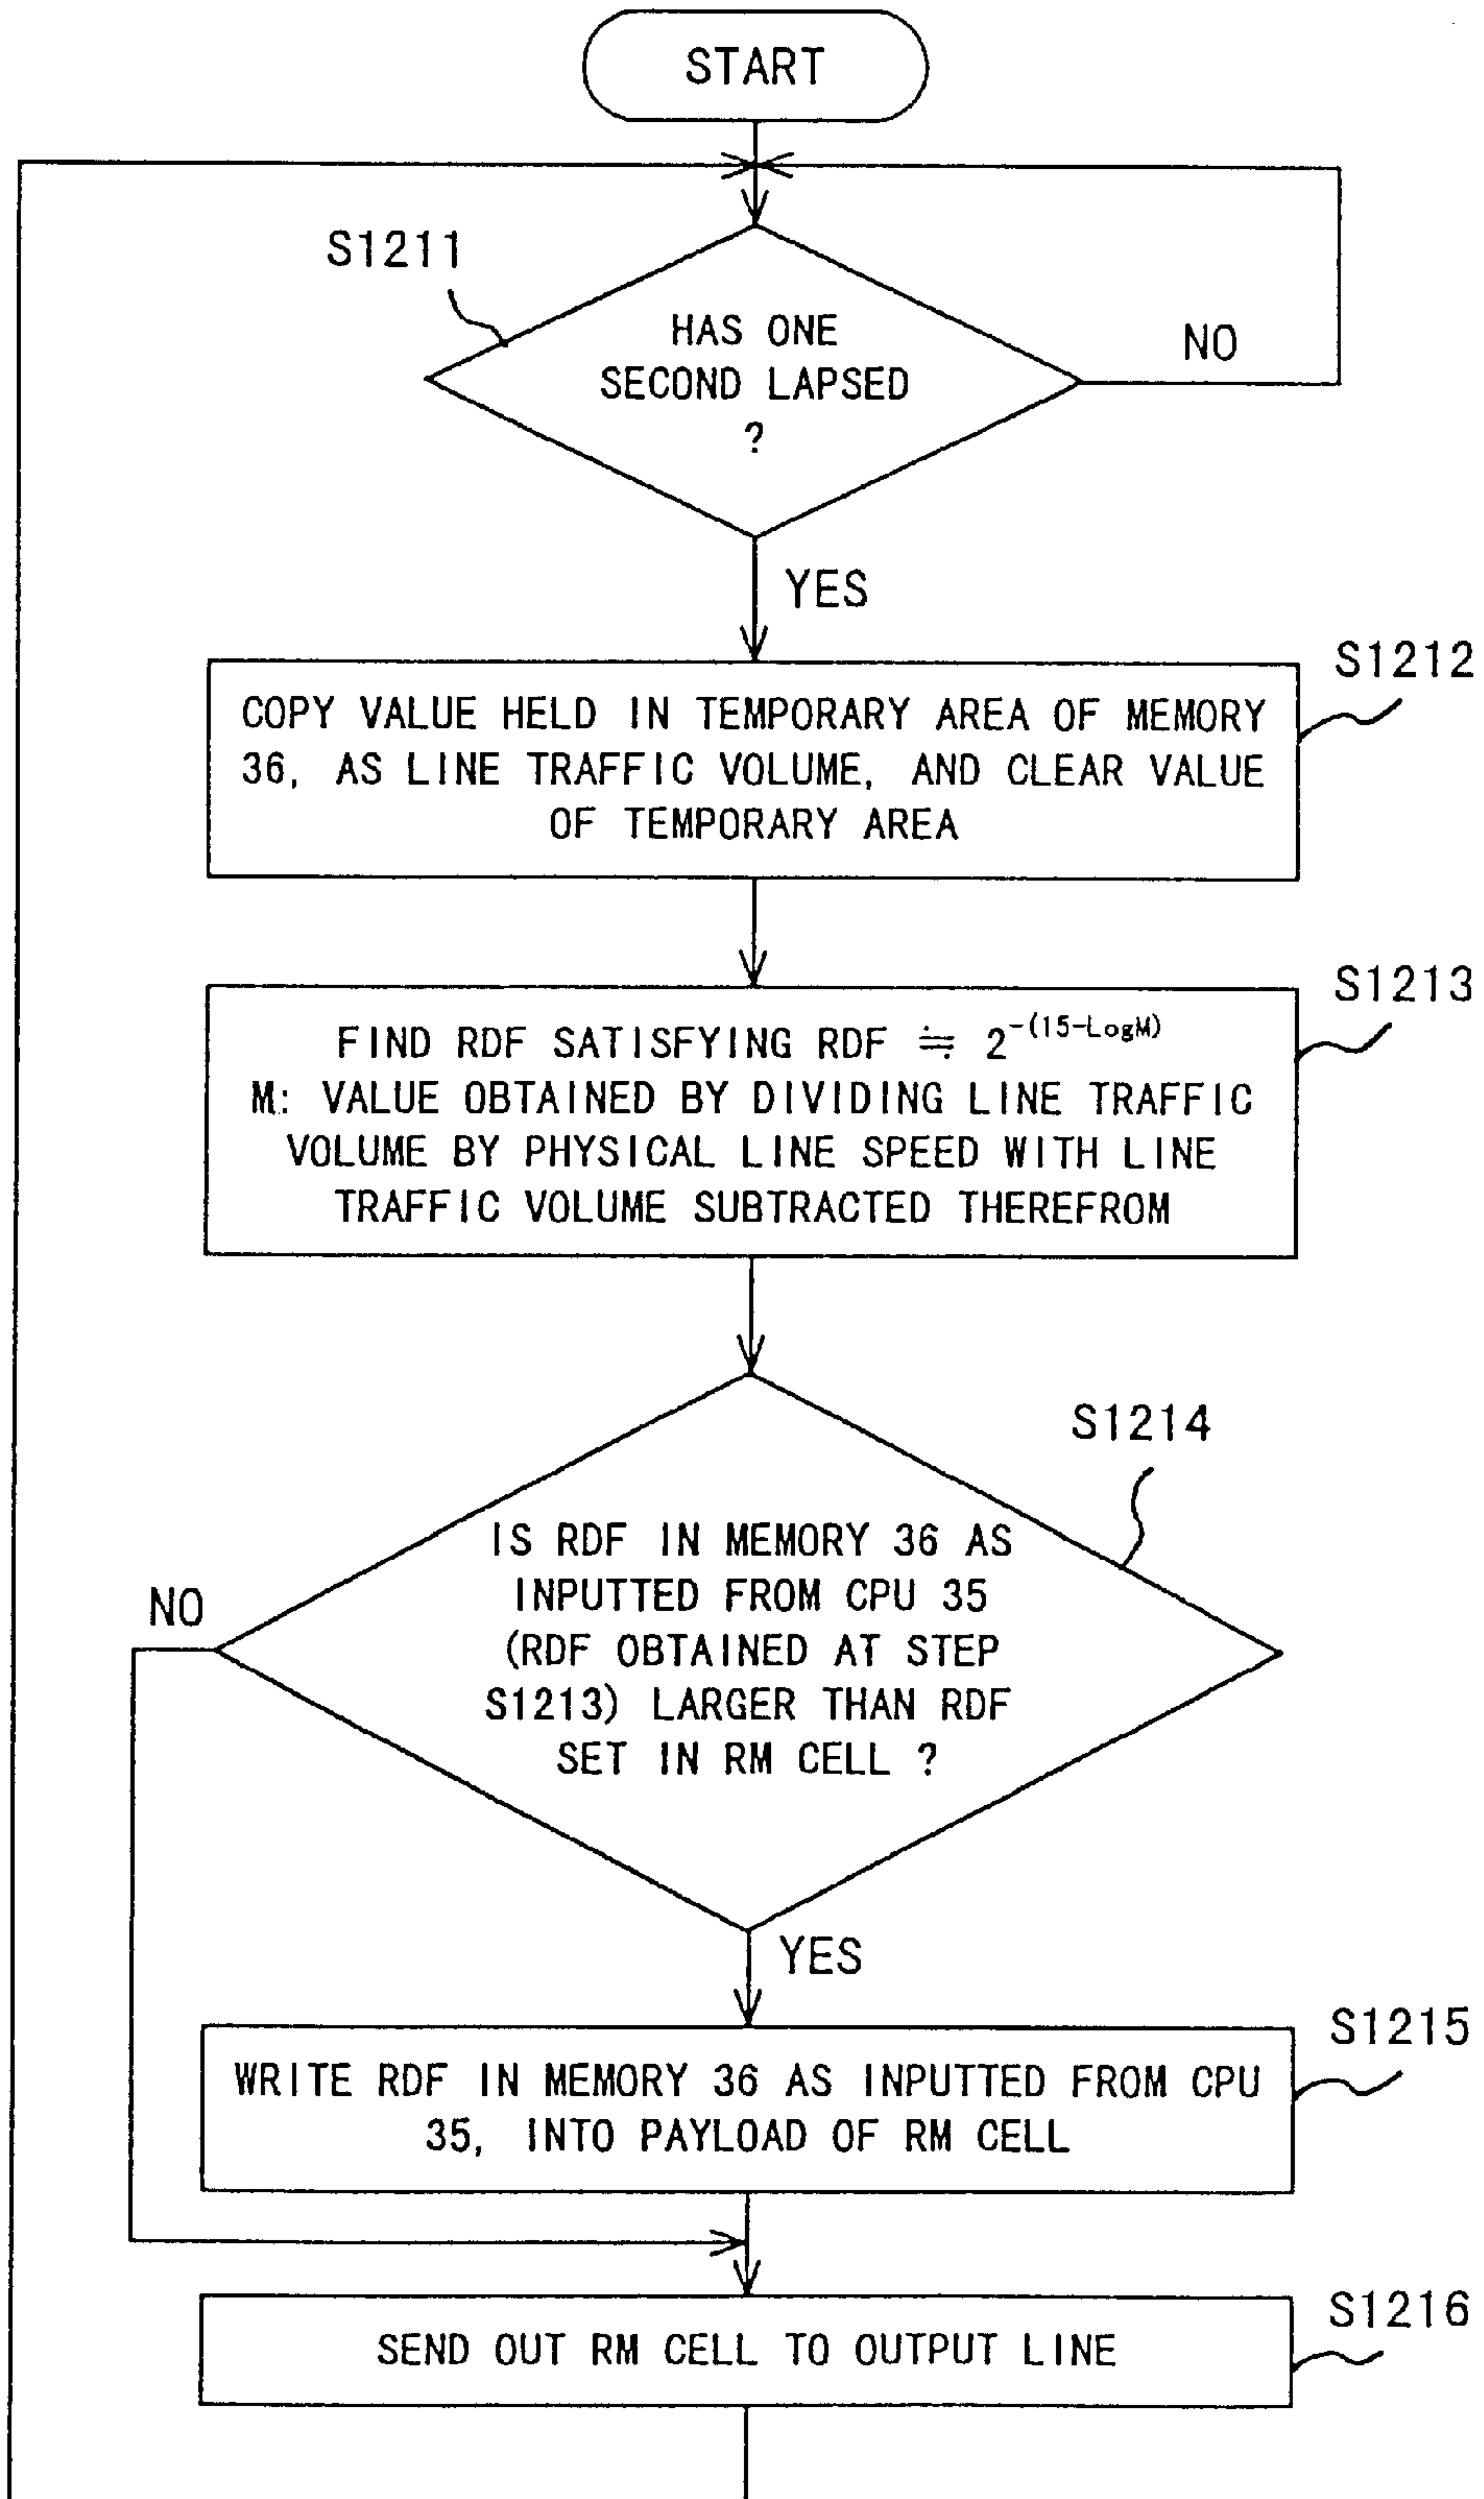 START
S1211
HAS ONE
SECOND LAPSED
?
NO
YES
S1212
COPY VALUE HELD IN TEMPORARY AREA OF MEMORY
36, AS LINE TRAFFIC VOLUME, AND CLEAR VALUE
OF TEMPORARY AREA
S1213
FIND RDF SATISFYING RDF ≒ 2^-(15-LogM)
M: VALUE OBTAINED BY DIVIDING LINE TRAFFIC
VOLUME BY PHYSICAL LINE SPEED WITH LINE
TRAFFIC VOLUME SUBTRACTED THEREFROM
S1214
IS RDF IN MEMORY 36 AS
INPUTTED FROM CPU 35
(RDF OBTAINED AT STEP
S1213) LARGER THAN RDF
SET IN RM CELL ?
NO
YES
S1215
WRITE RDF IN MEMORY 36 AS INPUTTED FROM CPU
35, INTO PAYLOAD OF RM CELL
S1216
SEND OUT RM CELL TO OUTPUT LINE